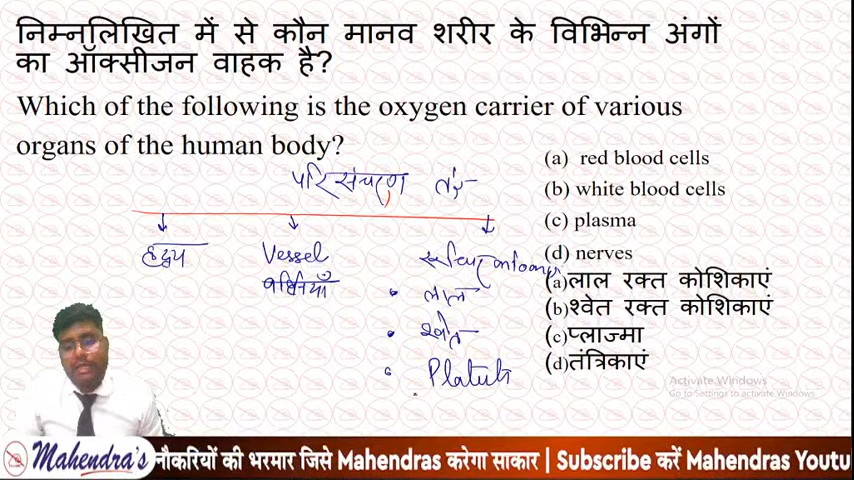 निम्नलिखित में से कौन मानव शरीर के विभिन्न अंगों
का ऑक्सीजन वाहक है?
Which of the following is the oxygen carrier of various
organs of the human body?
परिसंचरण तंत्र
हृदय
Vessel
वाहिनियाँ
लाल
श्वेत
(a) red blood cells
(b) white blood cells
(c) plasma
(d) nerves
(a)लाल रक्त कोशिकाएं
(b)श्वेत रक्त कोशिकाएं
(c)प्लाज्मा
(d)तंत्रिकाएं
Activate Windows
Go to Settings to activate Windows.
Mahendra's
नौकरियों की भरमार जिसे Mahendras करेगा साकार | Subscribe करें Mahendras Youtu